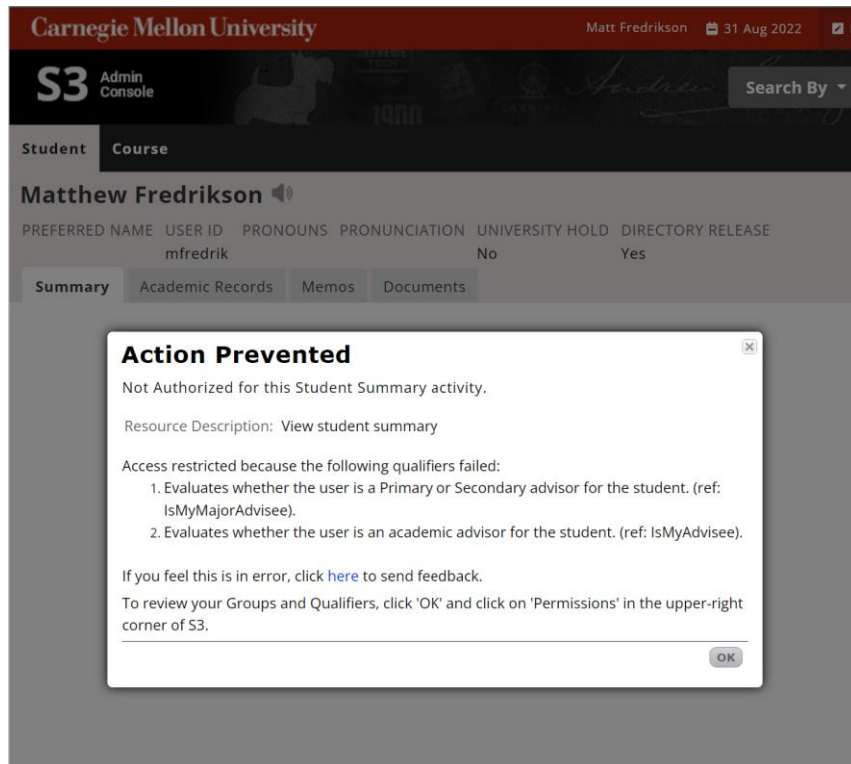 Carnegie Mellon University
Matt Fredrikson 31 Aug 2022
S3 Admin Console
CARNEGIE TECH
1900
CARNIVAL
Andrew
Search By
Student Course
Matthew Fredrikson
PREFERRED NAME USER ID PRONOUNS PRONUNCIATION UNIVERSITY HOLD DIRECTORY RELEASE
mfredrik No Yes
Summary Academic Records Memos Documents
Action Prevented
Not Authorized for this Student Summary activity.
Resource Description: View student summary
Access restricted because the following qualifiers failed:
1. Evaluates whether the user is a Primary or Secondary advisor for the student. (ref:
IsMyMajorAdvisee).
2. Evaluates whether the user is an academic advisor for the student. (ref: IsMyAdvisee).
If you feel this is in error, click here to send feedback.
To review your Groups and Qualifiers, click 'OK' and click on 'Permissions' in the upper-right
corner of S3.
OK